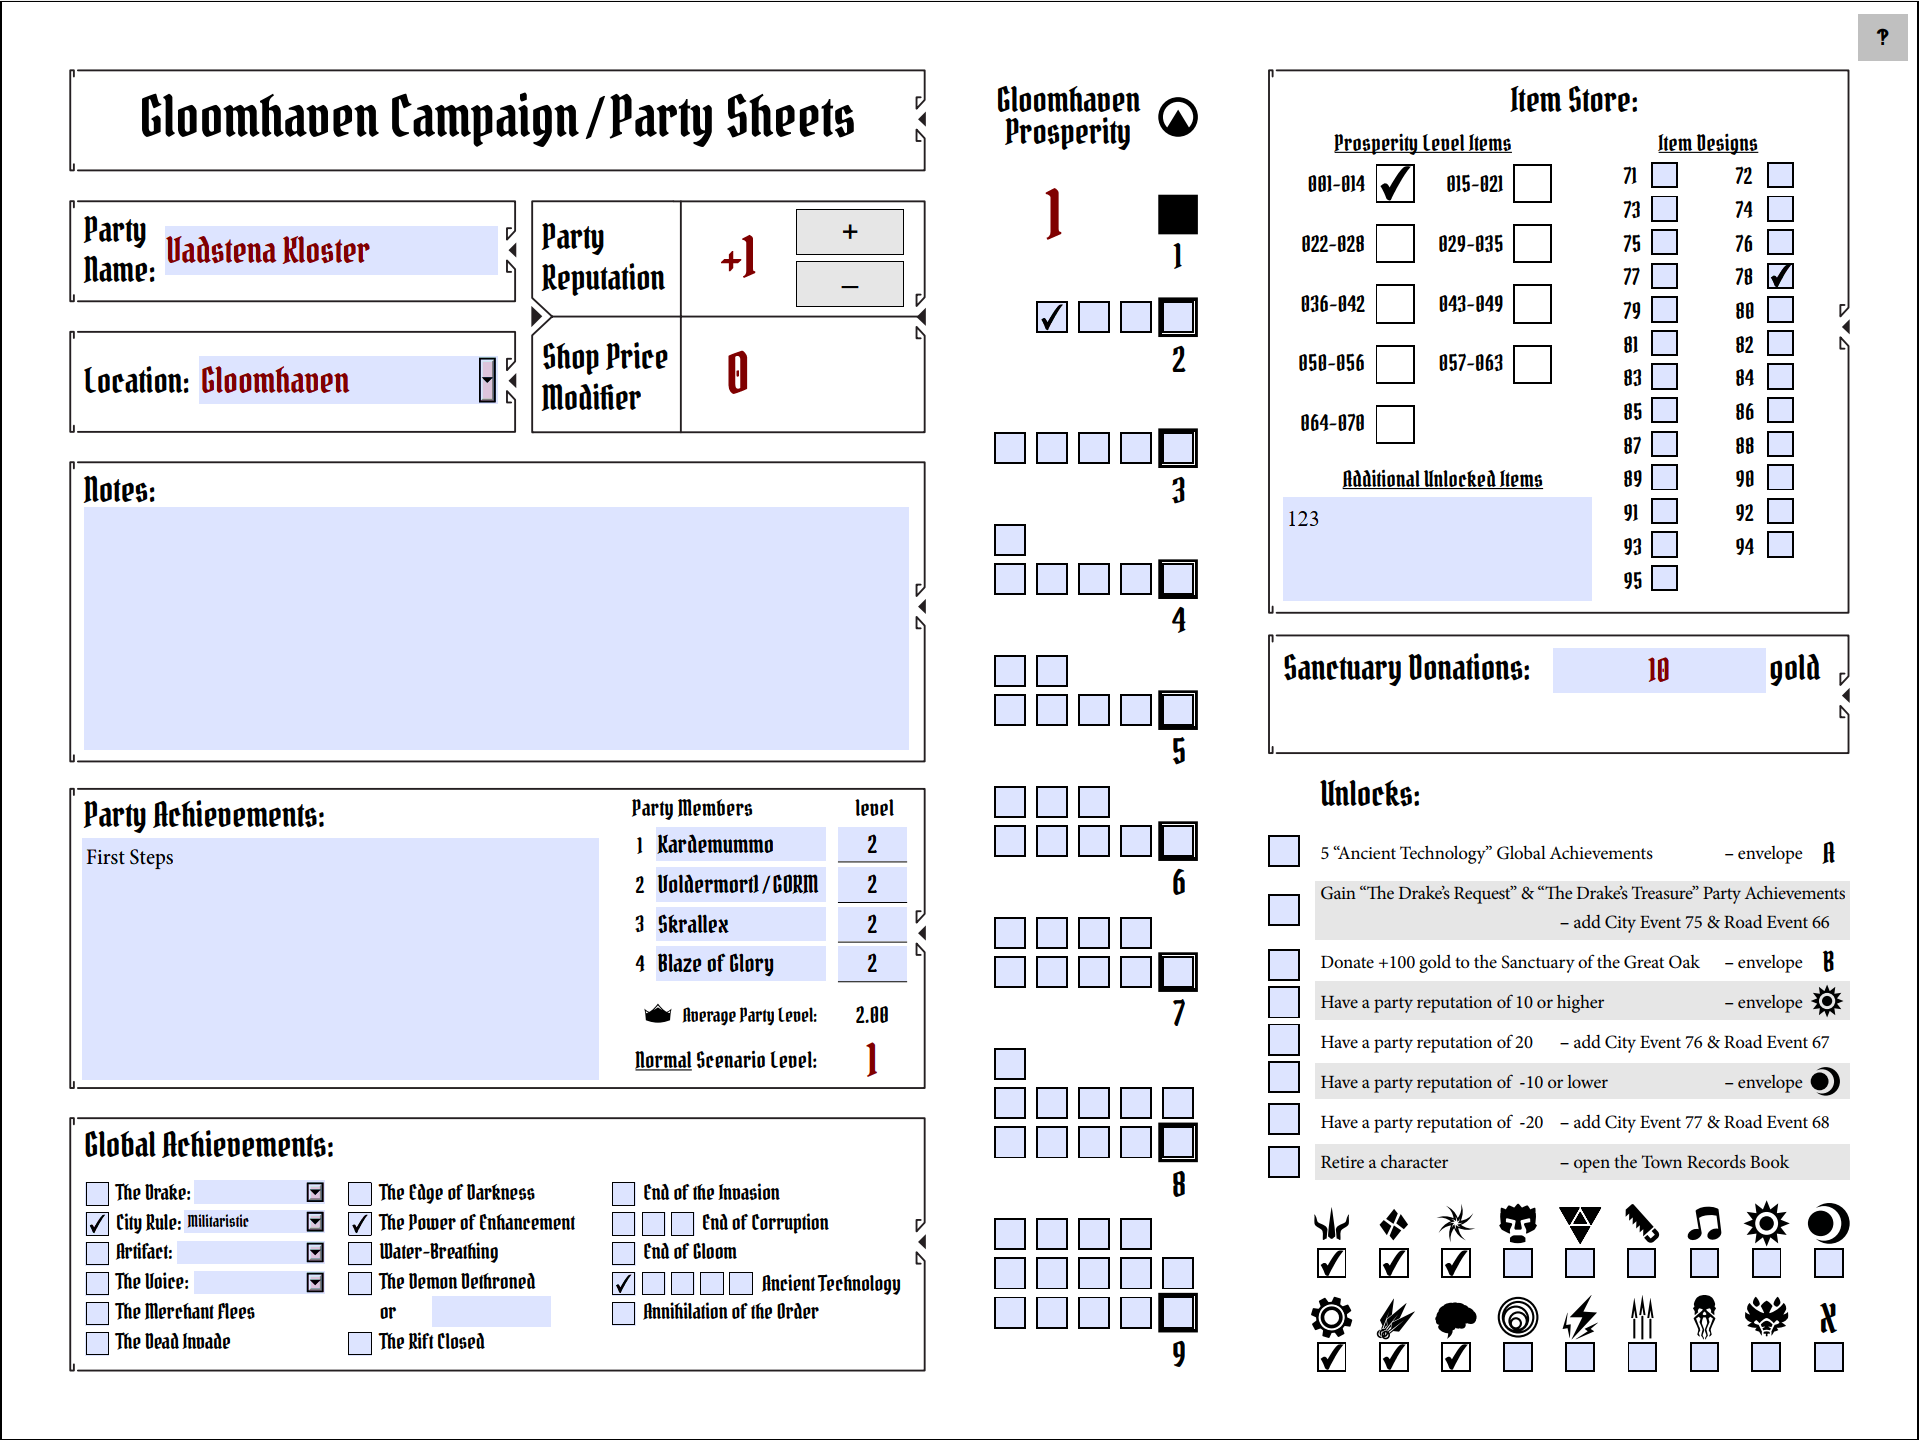 ?
Gloomhaven Campaign / Party Sheets
Party Name: Vadstena Kloster
Location: Gloomhaven
Party Reputation +1 + –
Shop Price Modifier 0
Notes:
Party Achievements:
First Steps
Party Members level
1 Kardemummo 2
2 Voldermort1/GORM 2
3 Skrallex 2
4 Blaze of Glory 2
Average Party Level: 2.00
Normal Scenario Level: 1
Global Achievements:
The Drake:
City Rule: Militaristic
Artifact:
The Voice:
The Merchant Flees
The Dead Invade
The Edge of Darkness
The Power of Enhancement
Water-Breathing
The Demon Dethroned
or
The Rift Closed
End of the Invasion
End of Corruption
End of Gloom
Ancient Technology
Annihilation of the Order
Gloomhaven
Prosperity
1
1
2
3
4
5
6
7
8
9
Item Store:
Prosperity Level Items
001-014 015-021
022-028 029-035
036-042 043-049
050-056 057-063
064-070
Additional Unlocked Items
123
Item Designs
71 72
73 74
75 76
77 78
79 80
81 82
83 84
85 86
87 88
89 90
91 92
93 94
95
Sanctuary Donations: 10 gold
Unlocks:
5 “Ancient Technology” Global Achievements – envelope A
Gain “The Drake’s Request” & “The Drake’s Treasure” Party Achievements
– add City Event 75 & Road Event 66
Donate +100 gold to the Sanctuary of the Great Oak – envelope B
Have a party reputation of 10 or higher – envelope
Have a party reputation of 20 – add City Event 76 & Road Event 67
Have a party reputation of -10 or lower – envelope
Have a party reputation of -20 – add City Event 77 & Road Event 68
Retire a character – open the Town Records Book
X